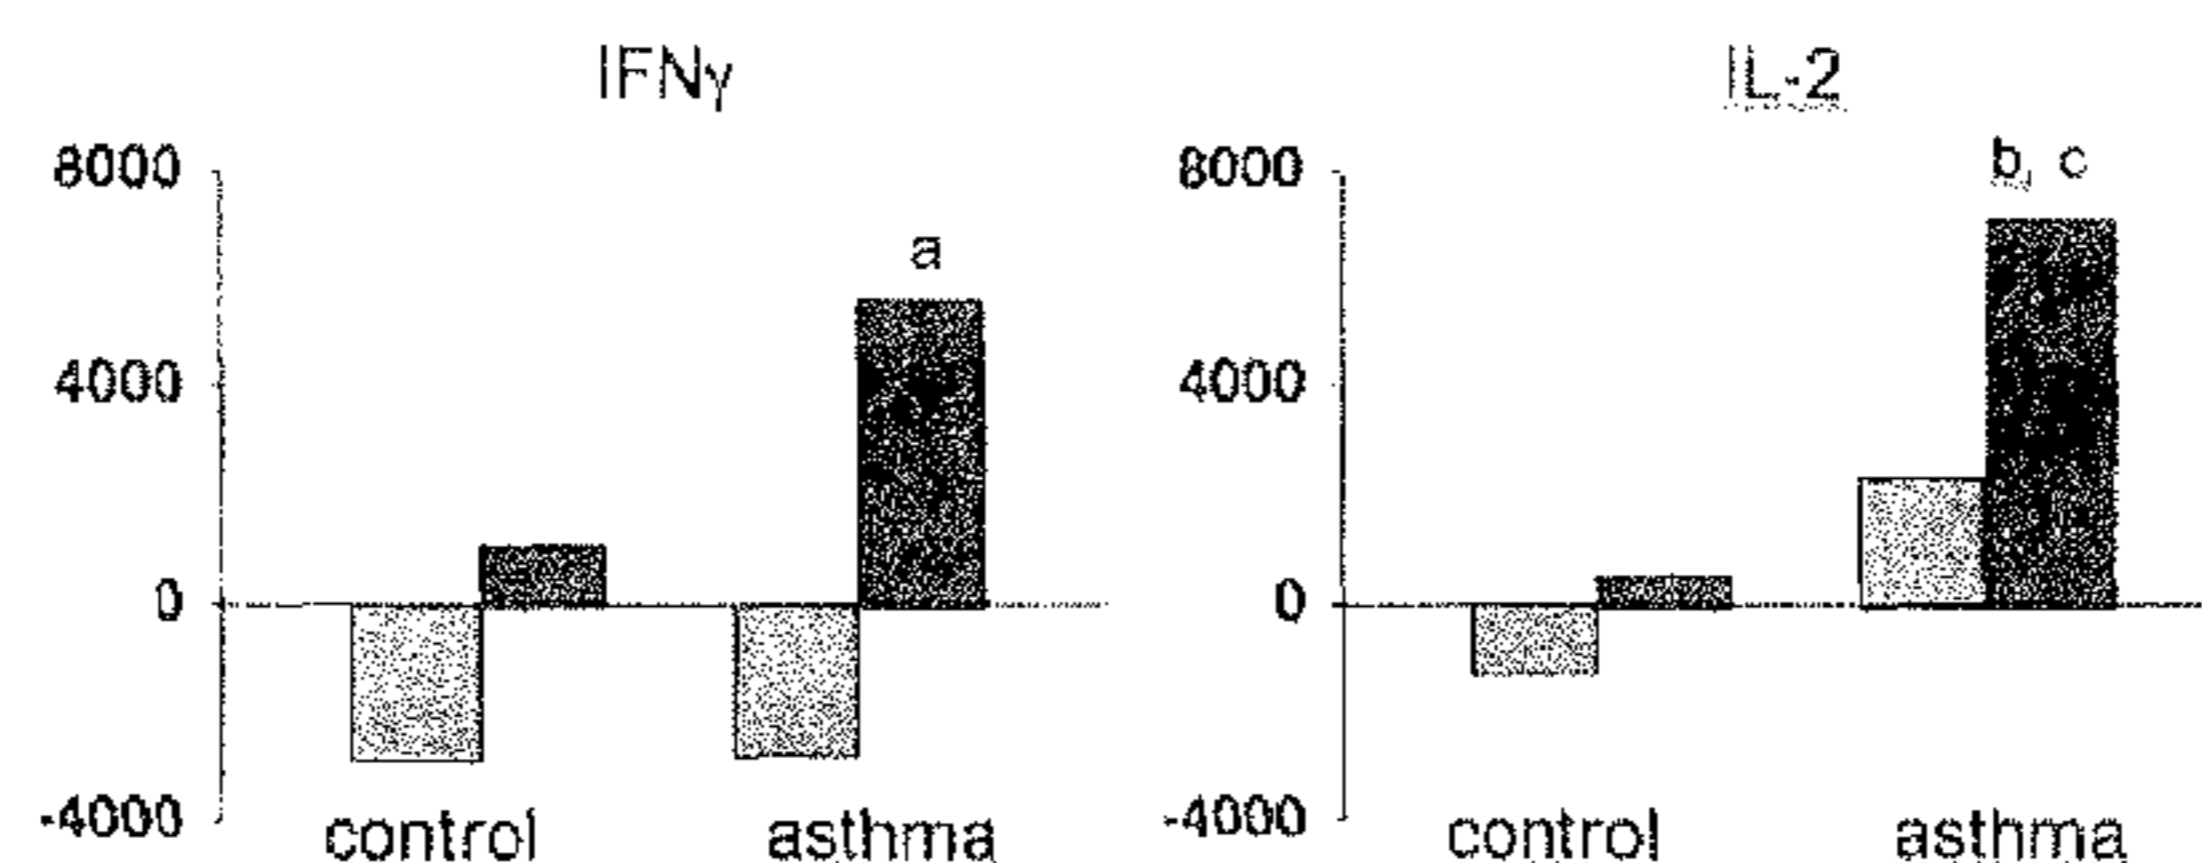 IFNγ
8000
a
4000
0
-4000
control asthma
IL-2
8000
b, c
4000
0
-4000
control asthma